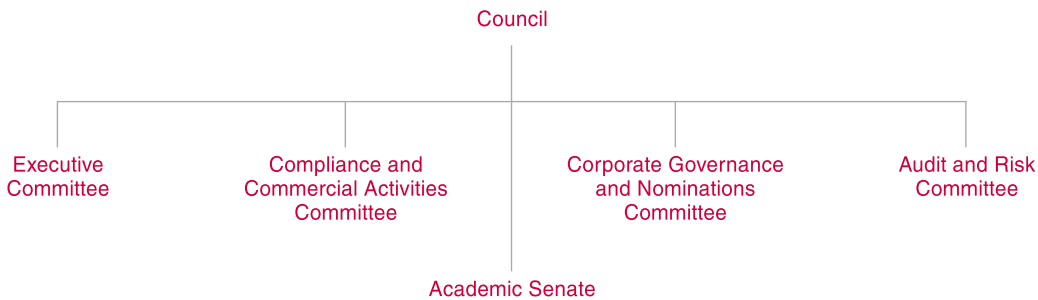 Council
Executive
Committee
Compliance and
Commercial Activities
Committee
Corporate Governance
and Nominations
Committee
Audit and Risk
Committee
Academic Senate